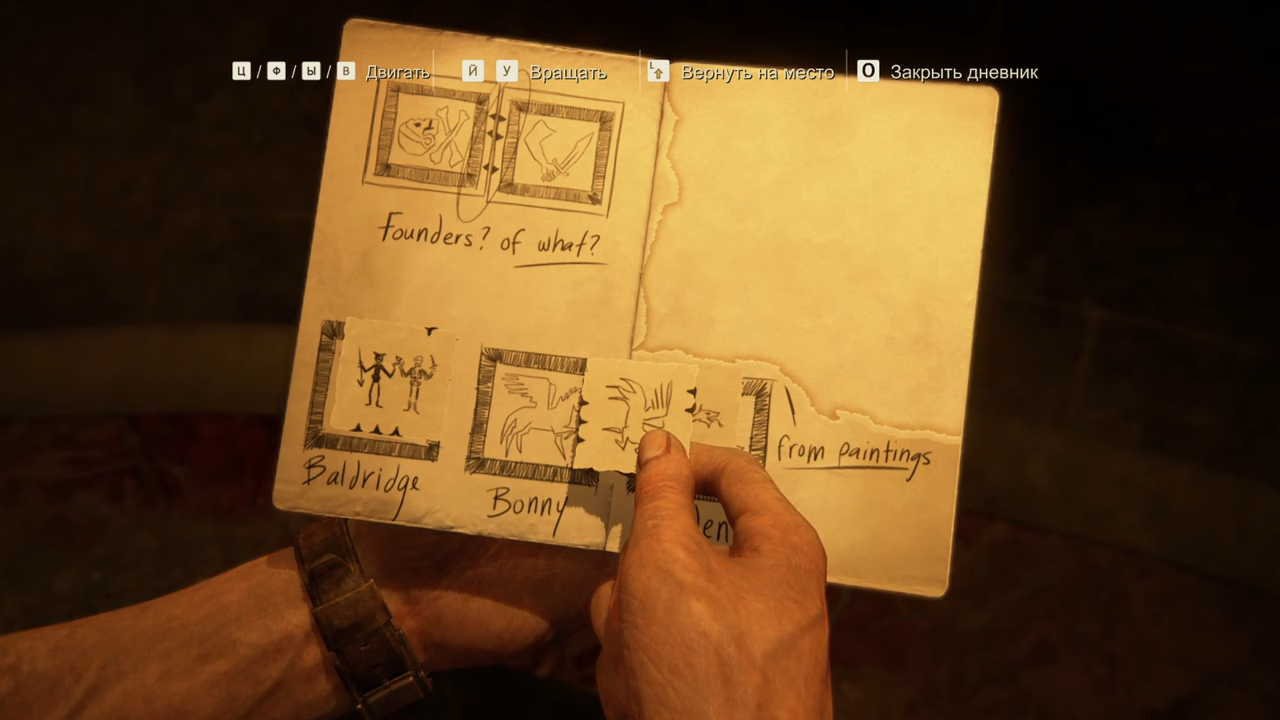 Ц / Ф / Ы / В Двигать Й У Вращать L Вернуть на место O Закрыть дневник
Founders? of what?
from paintings
Baldridge
Bonny